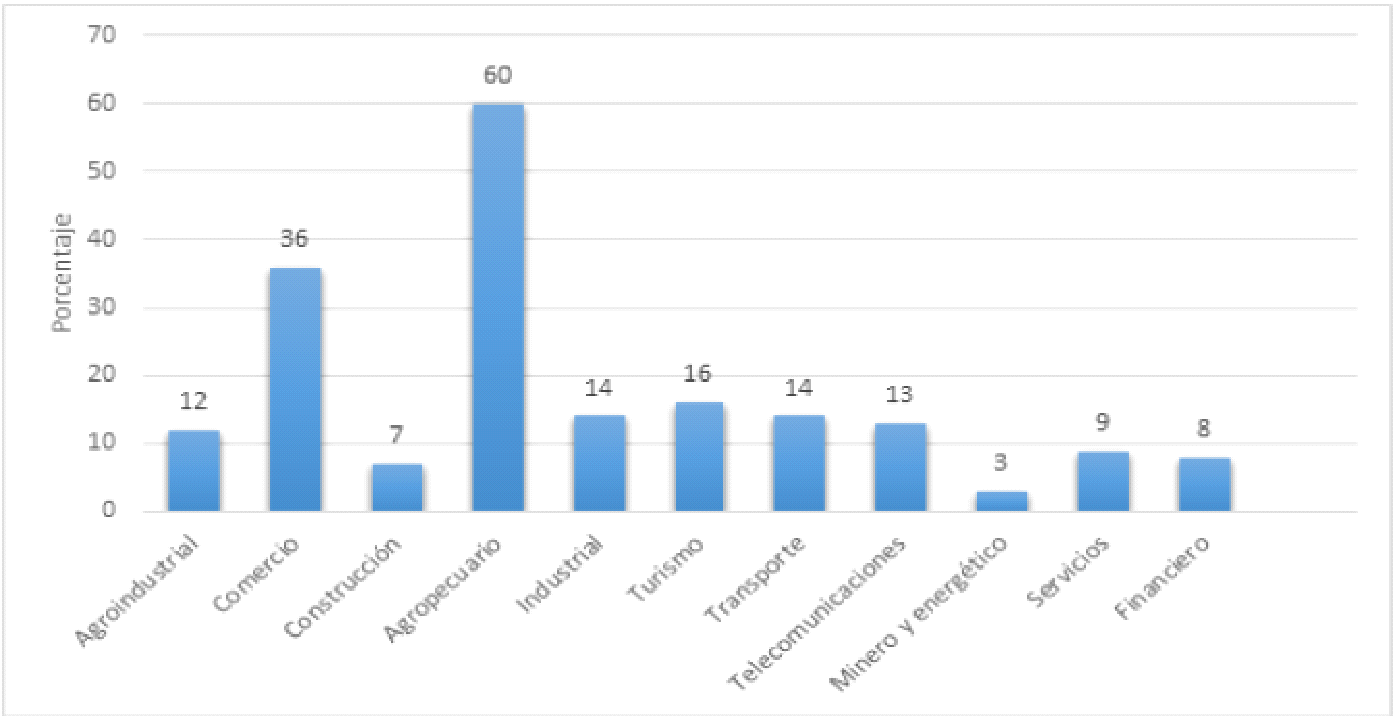 70
60
50
40
30
20
10
0
Porcentaje
12
36
7
60
14
16
14
13
3
9
8
Agroindustrial
Comercio
Construcción
Agropecuario
Industrial
Turismo
Transporte
Telecomunicaciones
Minero y energético
Servicios
Financiero